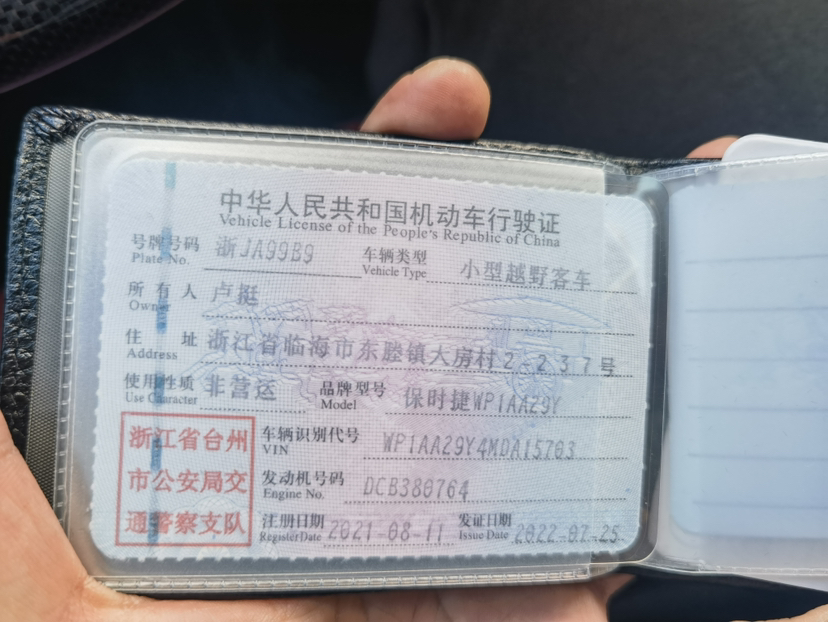 中华人民共和国机动车行驶证
Vehicle License of the People's Republic of China
号牌号码 浙JA99B9 车辆类型 小型越野客车
Plate No. Vehicle Type
所有人 卢挺
Owner
住址 浙江省临海市东塍镇大房村2-237号
Address
使用性质 非营运 品牌型号 保时捷WP1AA29Y
Use Character Model
浙江省台州 车辆识别代号 WP1AA29Y4MDA15703
VIN
市公安局交 发动机号码 DCB380764
Engine No.
通警察支队 注册日期 2021-08-11 发证日期 2022-07-25
Register Date Issue Date